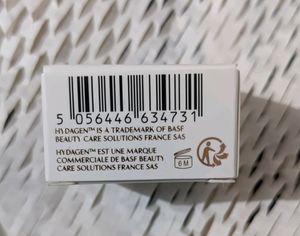 5 056446 634731
HYDAGEN™ IS A TRADEMARK OF BASF
BEAUTY CARE SOLUTIONS FRANCE SAS
HYDAGEN™ EST UNE MARQUE
COMMERCIALE DE BASF BEAUTY
CARE SOLUTIONS FRANCE SAS
6M